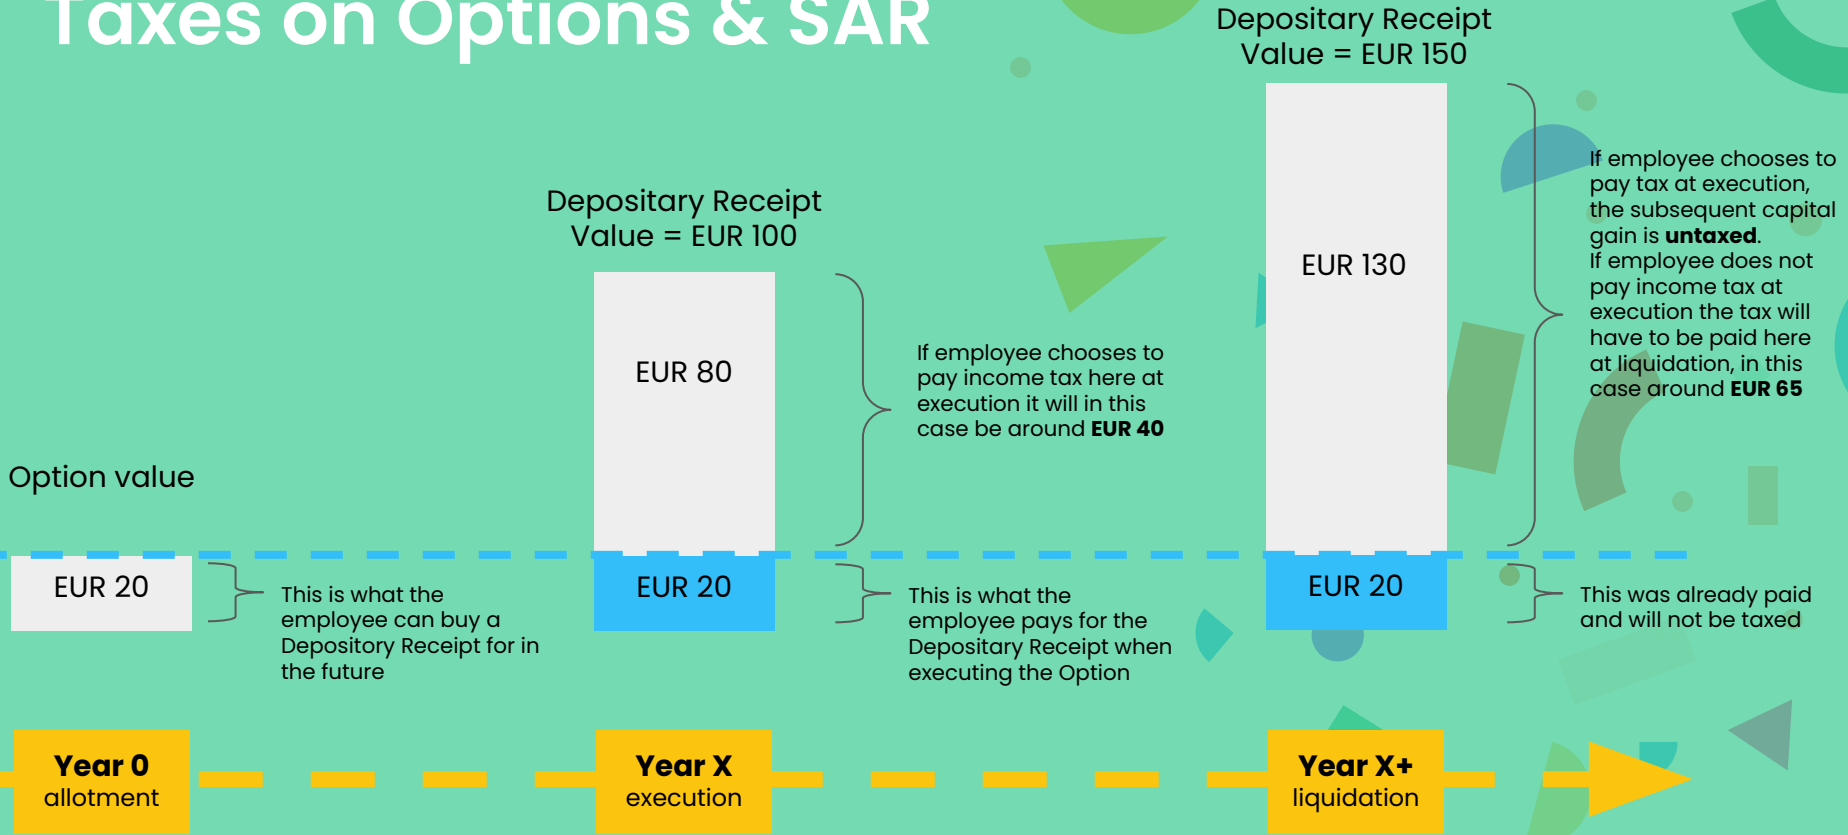 Taxes on Options & SAR
Depositary Receipt
Value = EUR 150
Depositary Receipt
Value = EUR 100
EUR 130
If employee chooses to
pay tax at execution,
the subsequent capital
gain is untaxed.
If employee does not
pay income tax at
execution the tax will
have to be paid here
at liquidation, in this
case around EUR 65
EUR 80
If employee chooses to
pay income tax here at
execution it will in this
case be around EUR 40
Option value
EUR 20
This is what the
employee can buy a
Depository Receipt for in
the future
EUR 20
This is what the
employee pays for the
Depositary Receipt when
executing the Option
EUR 20
This was already paid
and will not be taxed
Year 0
allotment
Year X
execution
Year X+
liquidation